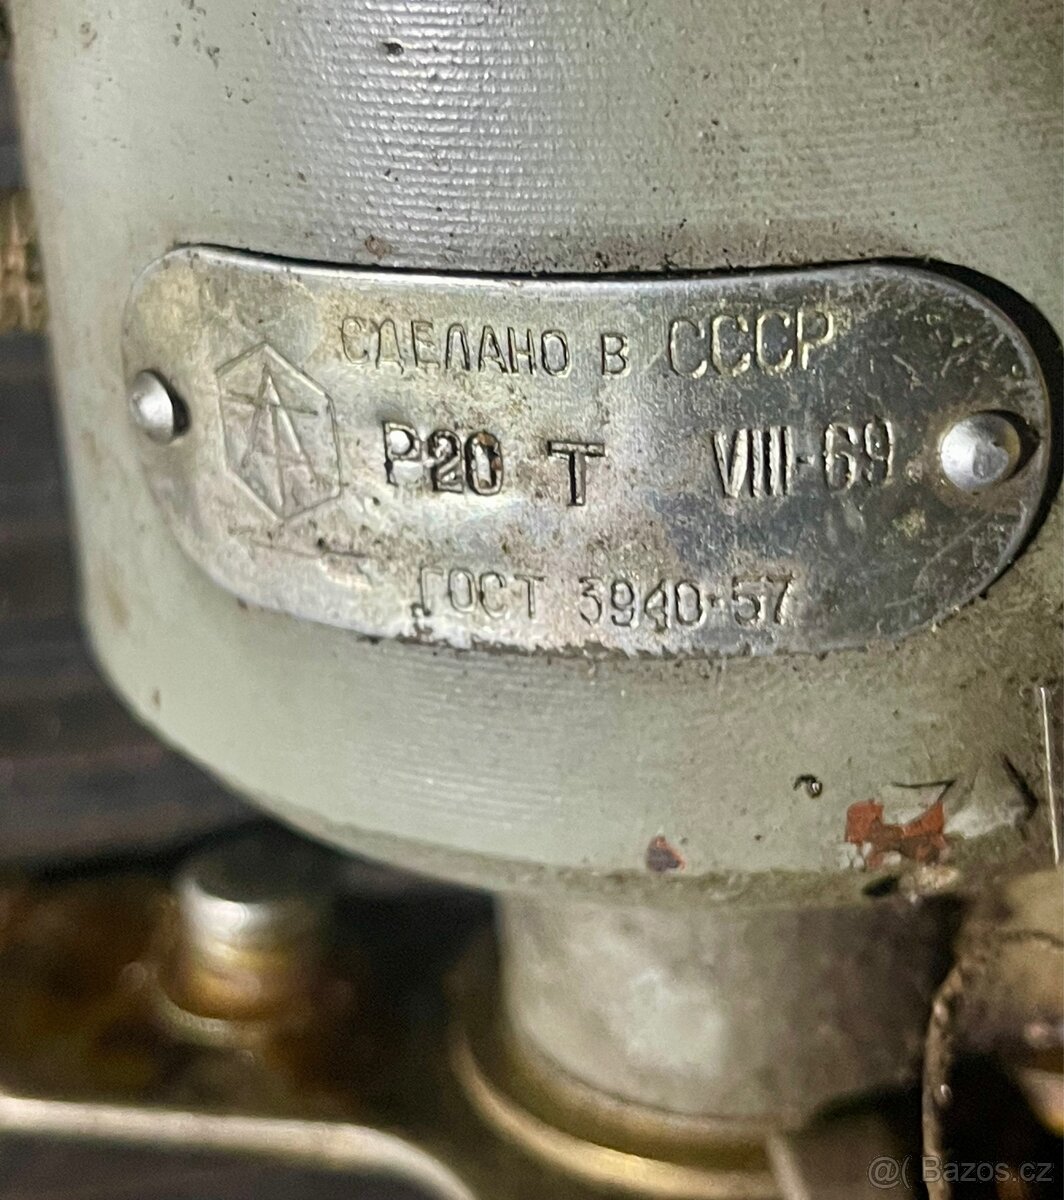 СДЕЛАНО В СССР
Р20 Т VIII-69
ГОСТ 3940-57
@( Bazos.cz